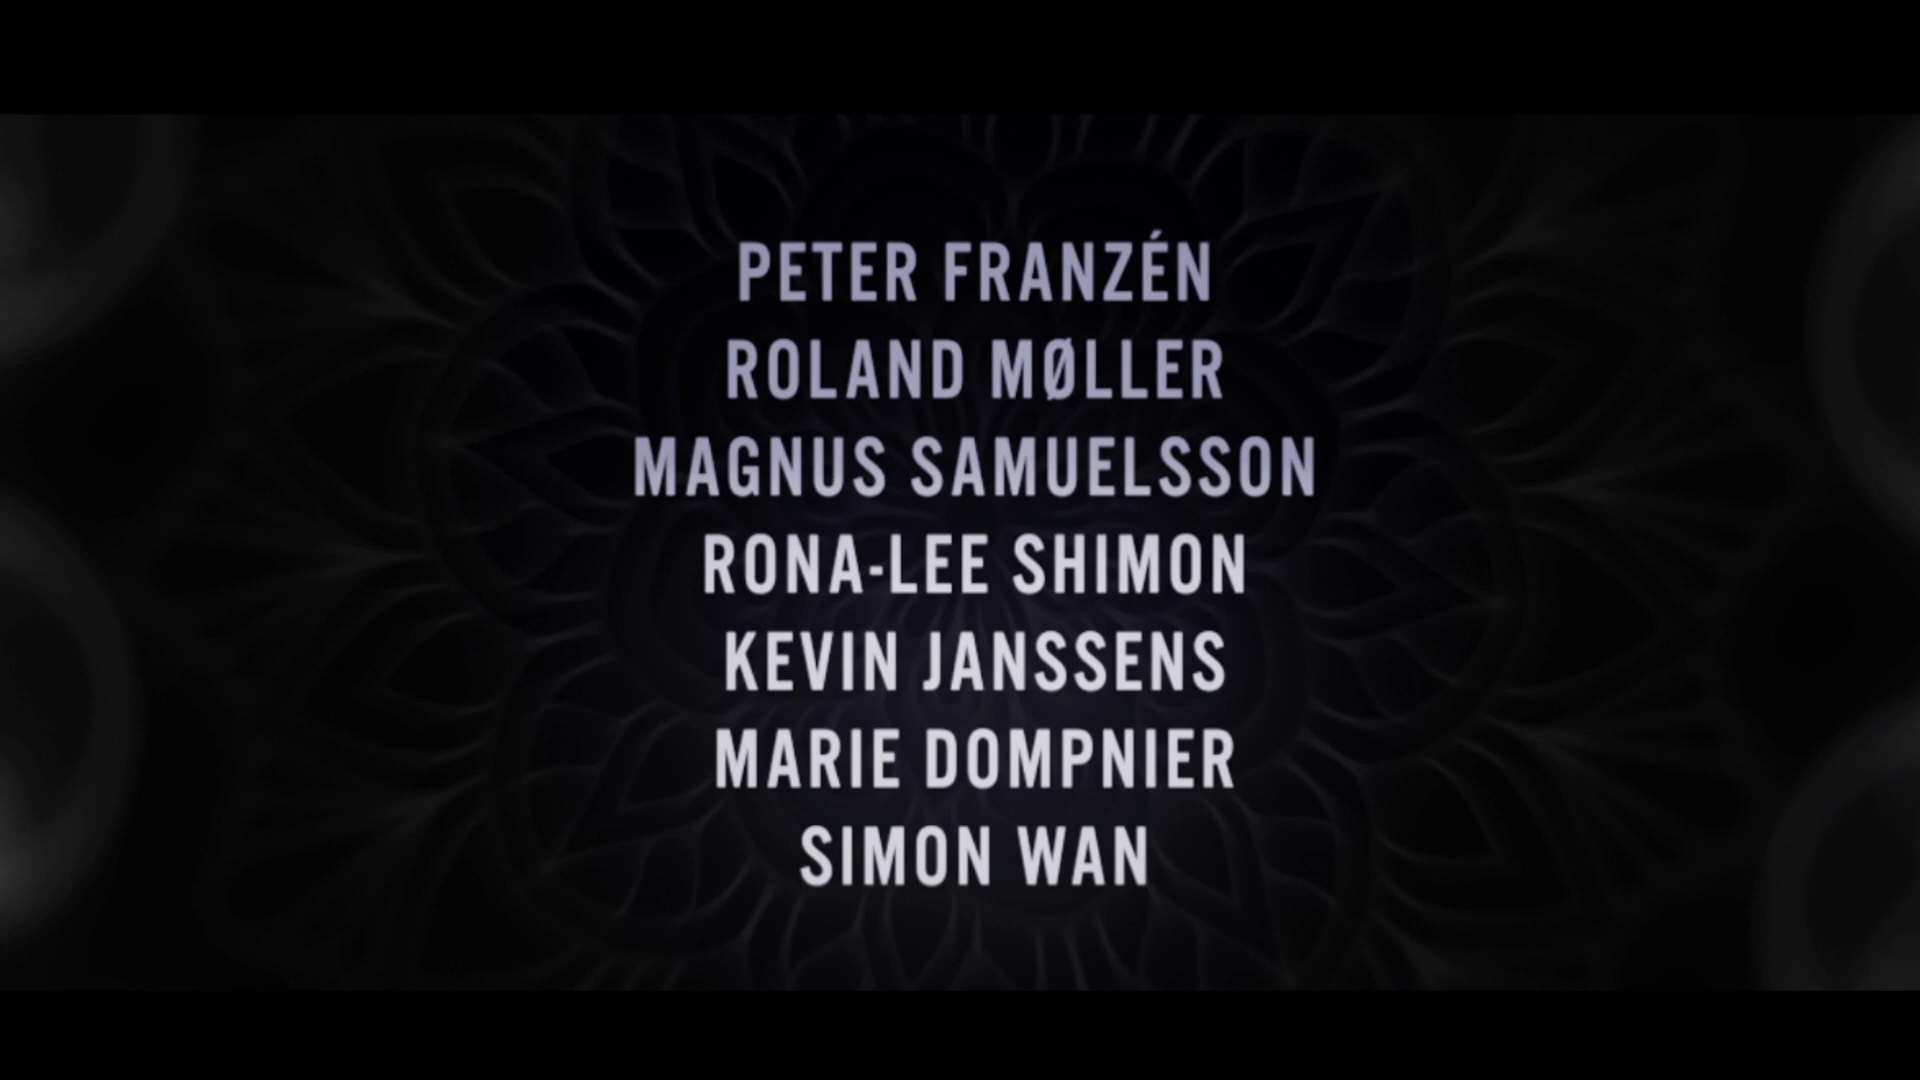 PETER FRANZÉN
ROLAND MØLLER
MAGNUS SAMUELSSON
RONA-LEE SHIMON
KEVIN JANSSENS
MARIE DOMPNIER
SIMON WAN